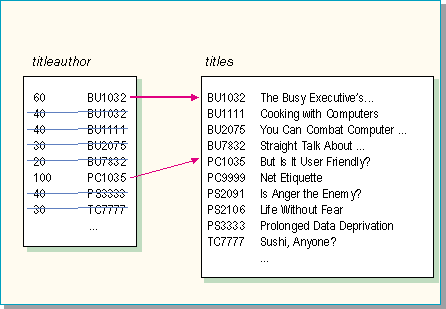 titleauthor
60 BU1032
40 BU1032
40 BU1111
30 BU2075
20 BU7832
100 PC1035
40 PS3333
30 TC7777
...
titles
BU1032 The Busy Executive's...
BU1111 Cooking with Computers
BU2075 You Can Combat Computer ...
BU7832 Straight Talk About ...
PC1035 But Is It User Friendly?
PC9999 Net Etiquette
PS2091 Is Anger the Enemy?
PS2106 Life Without Fear
PS3333 Prolonged Data Deprivation
TC7777 Sushi, Anyone?
...